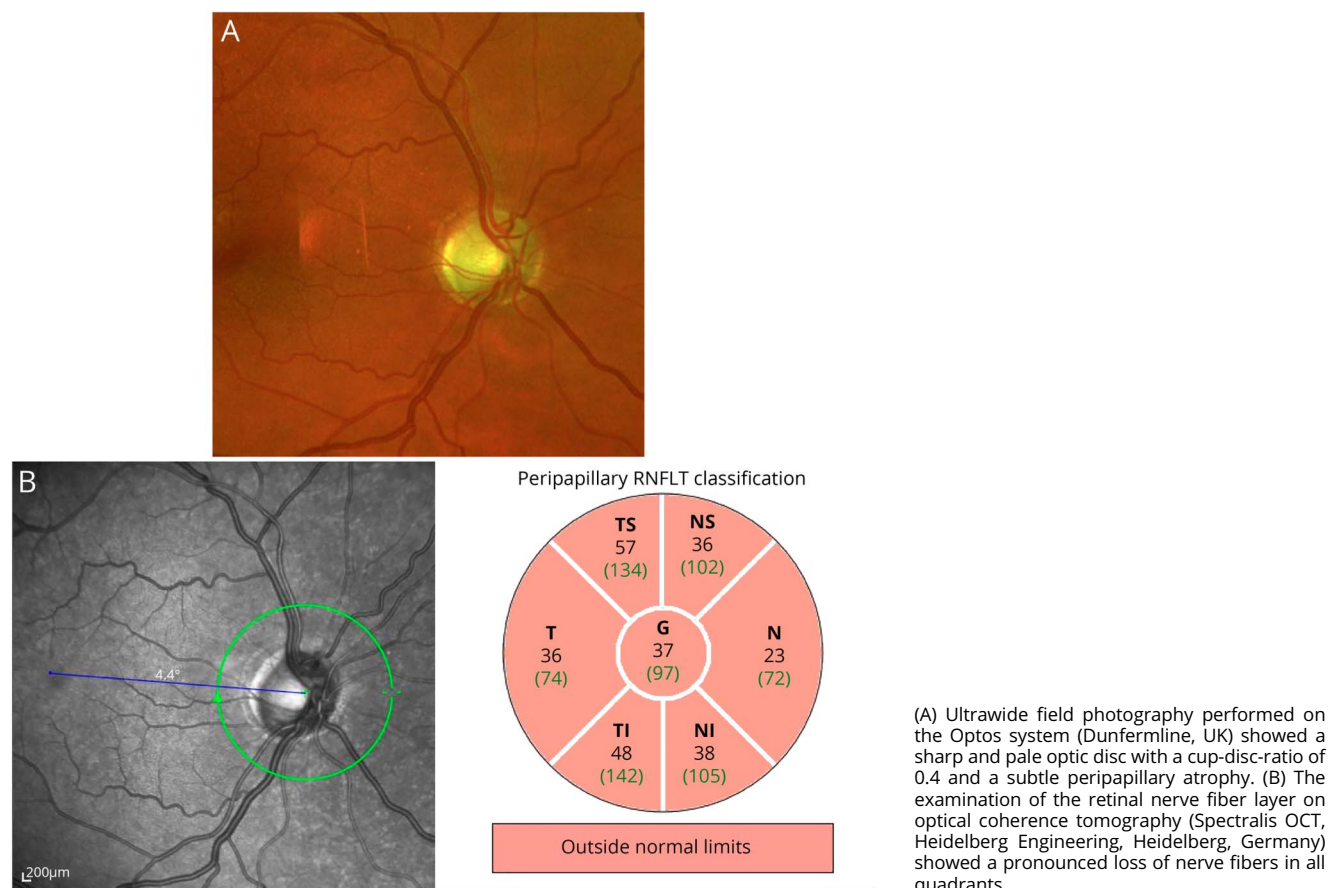 A
B
4.4°
200µm
Peripapillary RNFLT classification
TS
57
(134)
NS
36
(102)
T
36
(74)
G
37
(97)
N
23
(72)
TI
48
(142)
NI
38
(105)
Outside normal limits
(A) Ultrawide field photography performed on
the Optos system (Dunfermline, UK) showed a
sharp and pale optic disc with a cup-disc-ratio of
0.4 and a subtle peripapillary atrophy. (B) The
examination of the retinal nerve fiber layer on
optical coherence tomography (Spectralis OCT,
Heidelberg Engineering, Heidelberg, Germany)
showed a pronounced loss of nerve fibers in all
quadrants